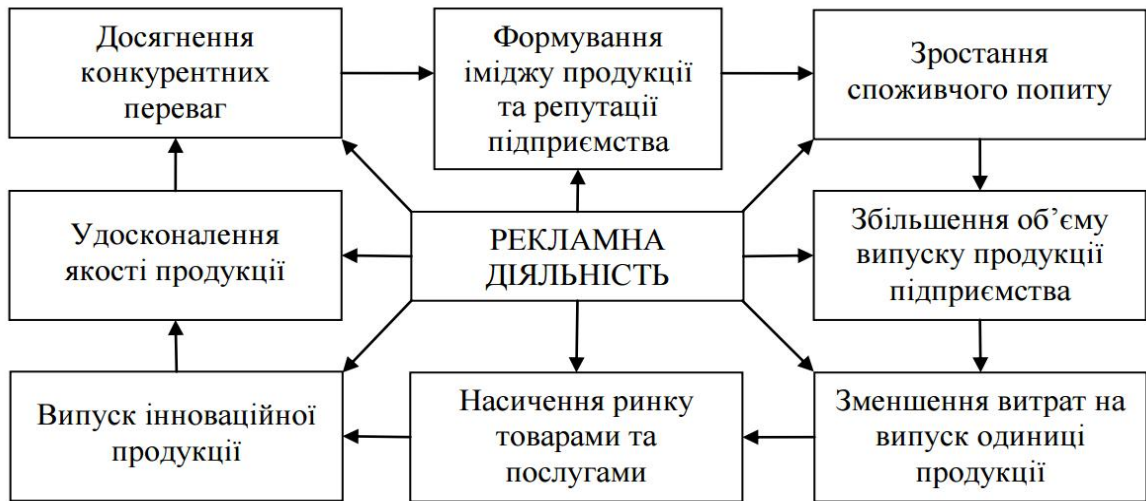 Досягнення
конкурентних
переваг
Формування
іміджу продукції
та репутації
підприємства
Зростання
споживчого попиту
Удосконалення
якості продукції
РЕКЛАМНА
ДІЯЛЬНІСТЬ
Збільшення об’єму
випуску продукції
підприємства
Випуск інноваційної
продукції
Насичення ринку
товарами та
послугами
Зменшення витрат на
випуск одиниці
продукції